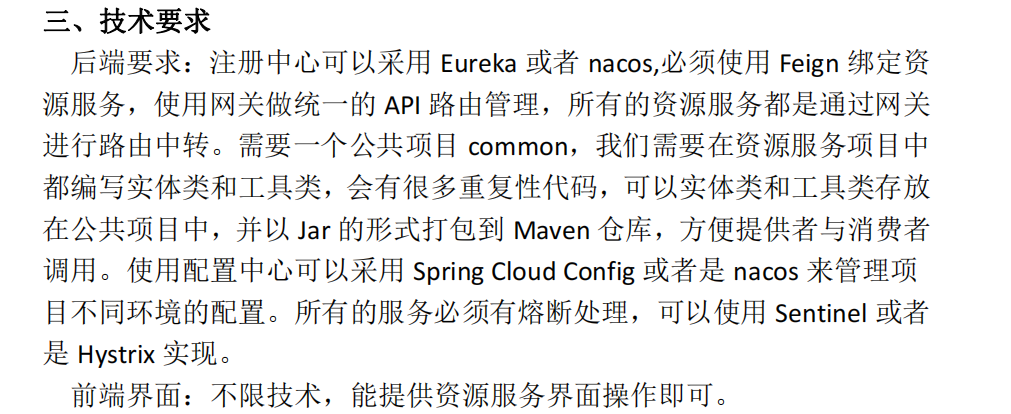 三、技术要求
后端要求：注册中心可以采用 Eureka 或者 nacos,必须使用 Feign 绑定资
源服务，使用网关做统一的 API 路由管理，所有的资源服务都是通过网关
进行路由中转。需要一个公共项目 common，我们需要在资源服务项目中
都编写实体类和工具类，会有很多重复性代码，可以实体类和工具类存放
在公共项目中，并以 Jar 的形式打包到 Maven 仓库，方便提供者与消费者
调用。使用配置中心可以采用 Spring Cloud Config 或者是 nacos 来管理项
目不同环境的配置。所有的服务必须有熔断处理，可以使用 Sentinel 或者
是 Hystrix 实现。
前端界面：不限技术，能提供资源服务界面操作即可。